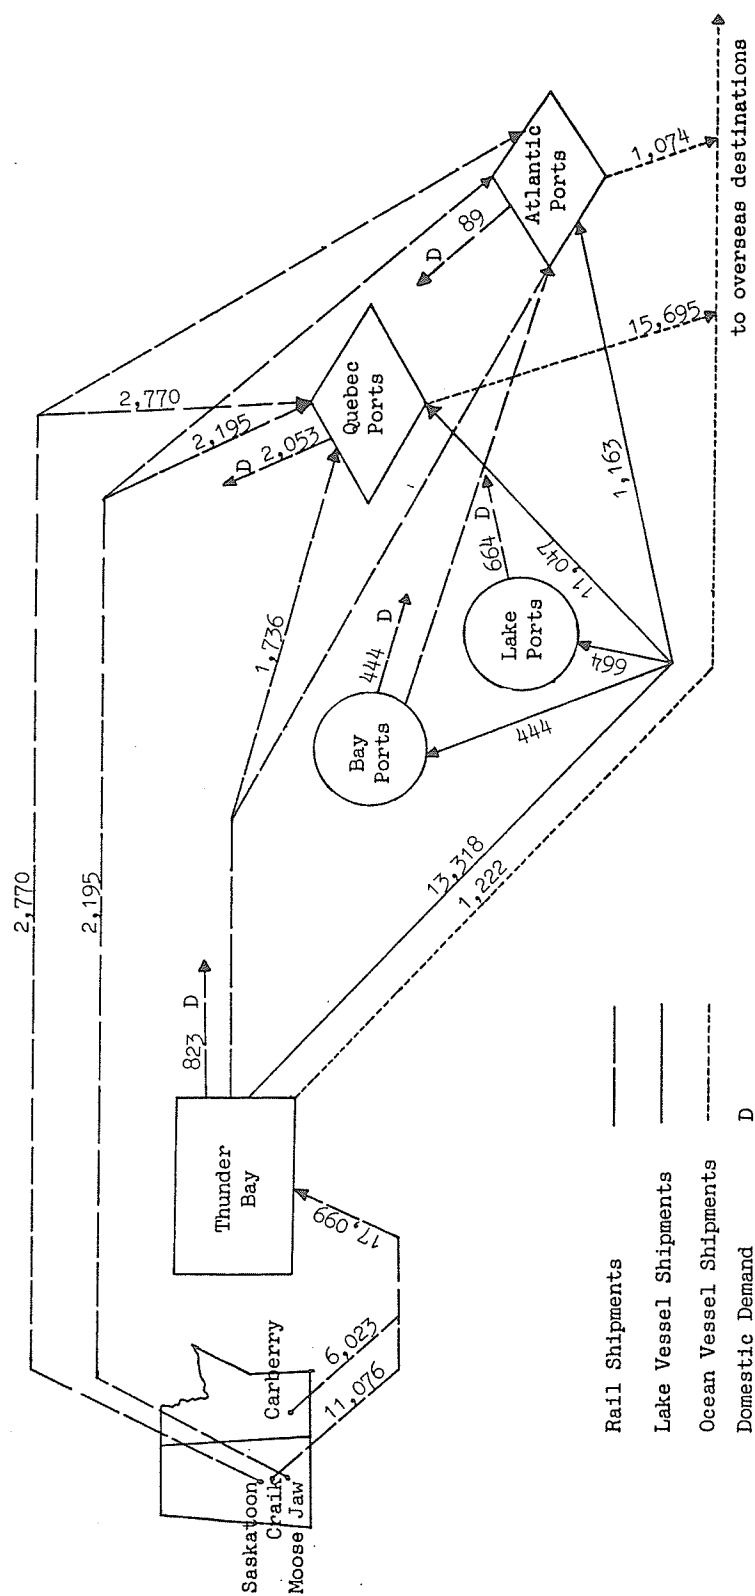 2,770
2,195
Saskatoon
Craik
Moose Jaw
Carberry
6,023
11,076
17,099
Thunder
Bay
823 D
13,318
1,222
1,736
444 D
Bay
Ports
444
664
Lake
Ports
664 D
11,047
1,163
2,770
2,195
2,053
D
Quebec
Ports
15,695
D 89
Atlantic
Ports
1,074
to overseas destinations
Rail Shipments
Lake Vessel Shipments
Ocean Vessel Shipments
Domestic Demand D